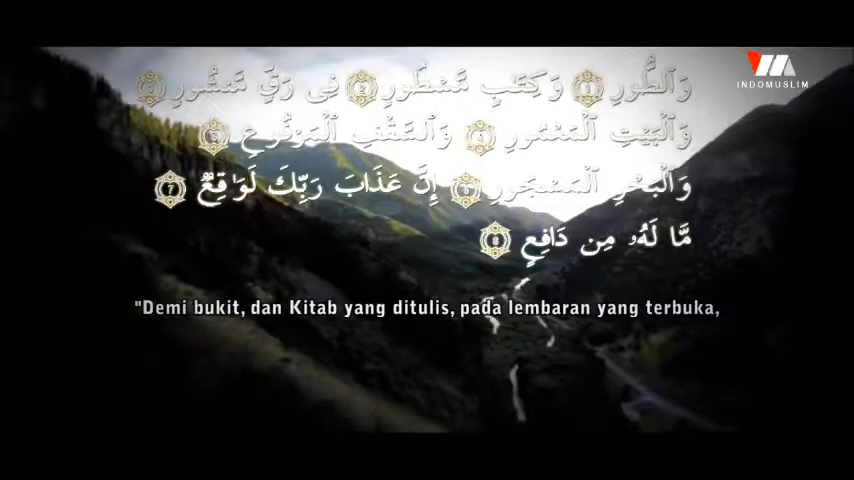 INDOMUSLIM
وَٱلطُّورِ ١ وَكِتَٰبٍ مَّسْطُورٍ ٢ فِى رَقٍّ مَّنشُورٍ ٣
وَٱلْبَيْتِ ٱلْمَعْمُورِ ٤ وَٱلسَّقْفِ ٱلْمَرْفُوعِ ٥
وَٱلْبَحْرِ ٱلْمَسْجُورِ ٦ إِنَّ عَذَابَ رَبِّكَ لَوَٰقِعٌ ٧
مَّا لَهُۥ مِن دَافِعٍ ٨
"Demi bukit, dan Kitab yang ditulis, pada lembaran yang terbuka,